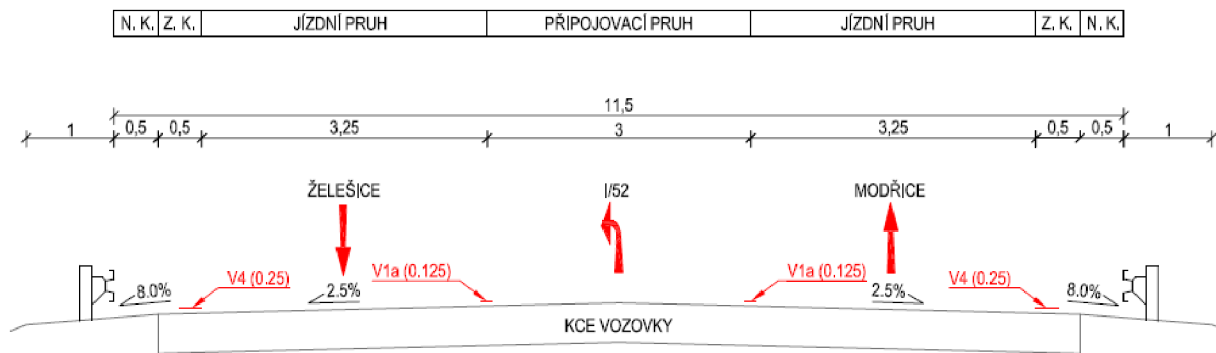 N. K. Z. K. JÍZDNÍ PRUH PŘIPOJOVACÍ PRUH JÍZDNÍ PRUH Z. K. N. K.
11,5
1 0,5 0,5 3,25 3 3,25 0,5 0,5 1
ŽELEŠICE I/52 MODŘICE
V4 (0.25) V1a (0.125) V1a (0.125) V4 (0.25)
8.0% 2.5% 2.5% 8.0%
KCE VOZOVKY